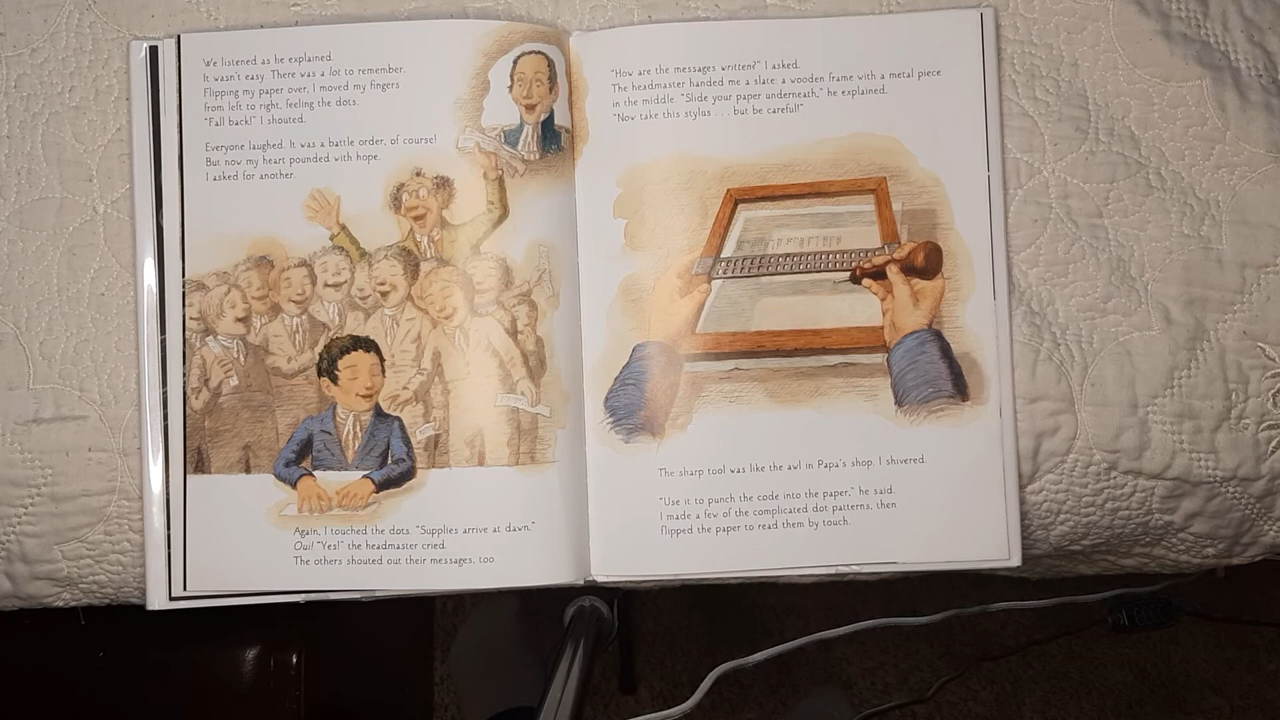 We listened as he explained.
It wasn't easy. There was a lot to remember.
Flipping my paper over, I moved my fingers
from left to right, feeling the dots.
"Fall back!" I shouted.
Everyone laughed. It was a battle order, of course!
But now my heart pounded with hope.
I asked for another.
Again, I touched the dots. "Supplies arrive at dawn."
Oui! "Yes!" the headmaster cried.
The others shouted out their messages, too.
"How are the messages written?" I asked.
The headmaster handed me a slate: a wooden frame with a metal piece
in the middle. "Slide your paper underneath," he explained.
"Now take this stylus . . . but be careful!"
The sharp tool was like the awl in Papa's shop. I shivered.
"Use it to punch the code into the paper," he said.
I made a few of the complicated dot patterns, then
flipped the paper to read them by touch.